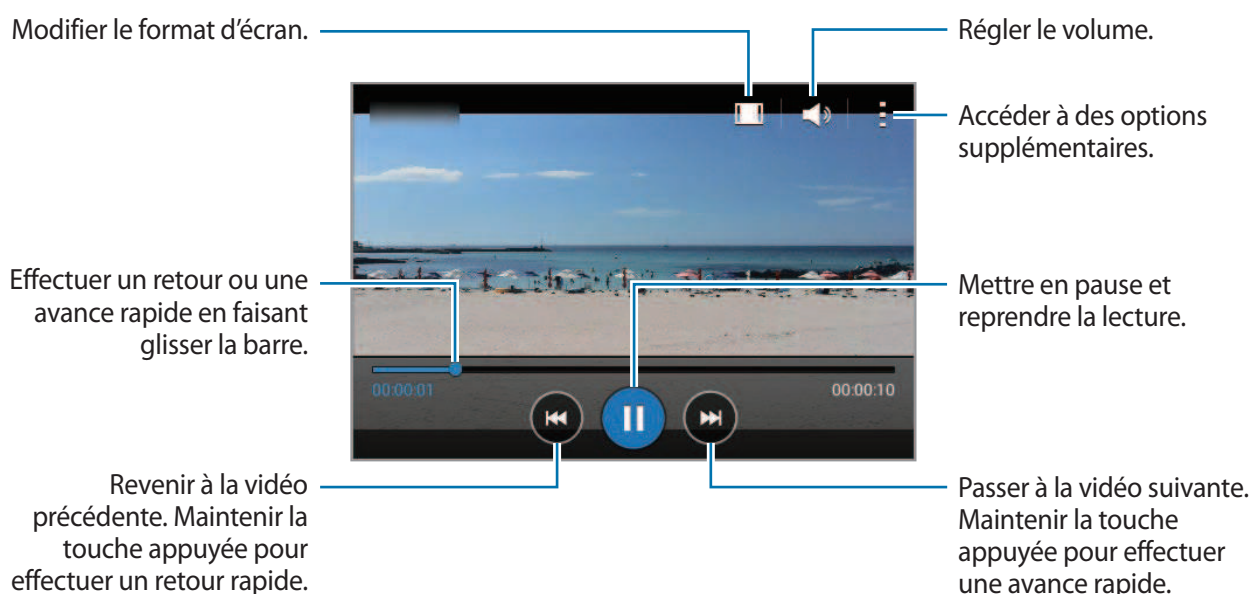 Modifier le format d'écran.
Régler le volume.
Accéder à des options
supplémentaires.
Effectuer un retour ou une
avance rapide en faisant
glisser la barre.
Mettre en pause et
reprendre la lecture.
00:00:01
00:00:10
Revenir à la vidéo
précédente. Maintenir la
touche appuyée pour
effectuer un retour rapide.
Passer à la vidéo suivante.
Maintenir la touche
appuyée pour effectuer
une avance rapide.